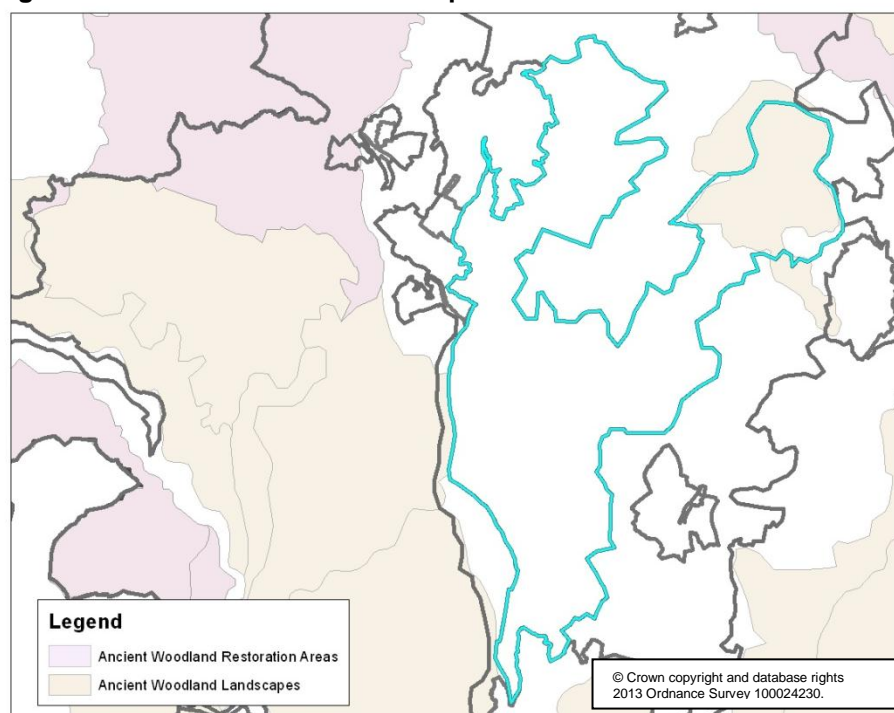 Legend
Ancient Woodland Restoration Areas
Ancient Woodland Landscapes
© Crown copyright and database rights
2013 Ordnance Survey 100024230.